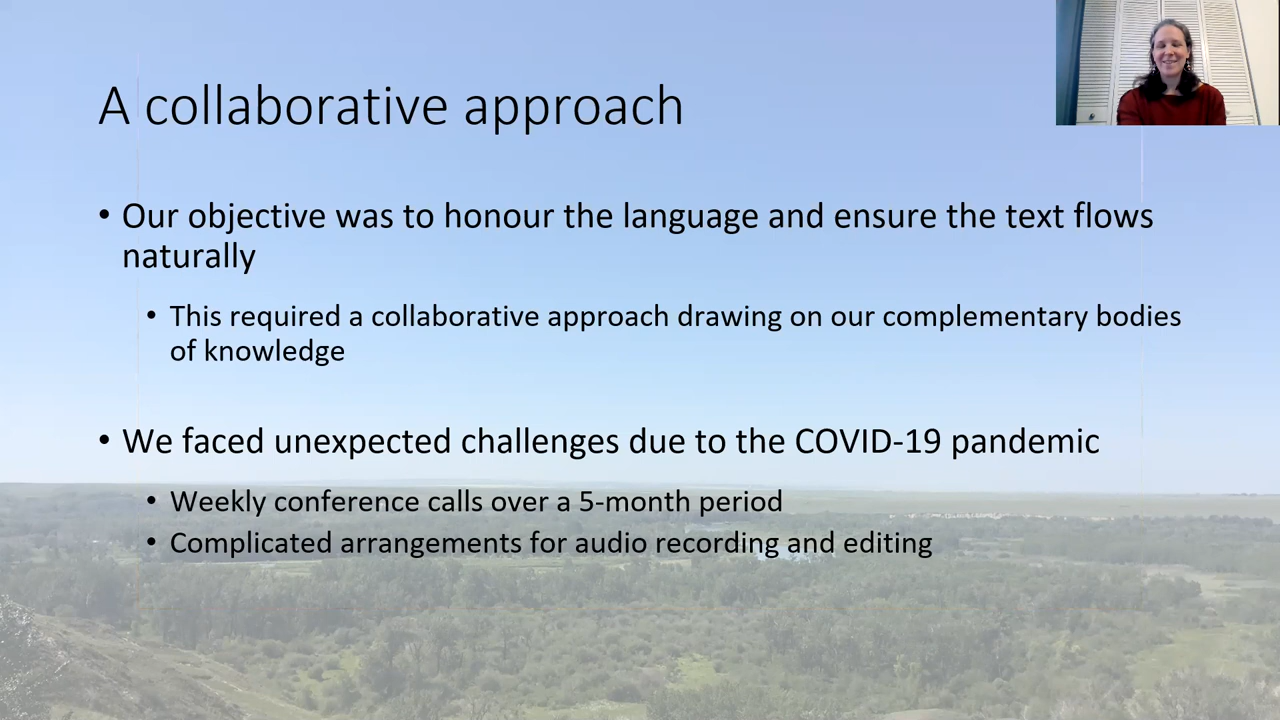 A collaborative approach
• Our objective was to honour the language and ensure the text flows
naturally
• This required a collaborative approach drawing on our complementary bodies
of knowledge
• We faced unexpected challenges due to the COVID-19 pandemic
• Weekly conference calls over a 5-month period
• Complicated arrangements for audio recording and editing